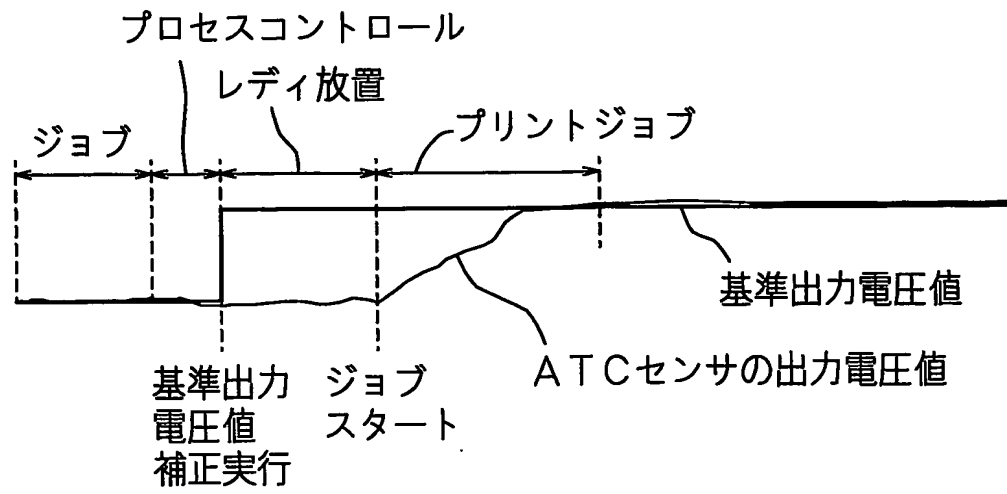 プロセスコントロール
レディ放置
プリントジョブ
ジョブ
基準出力電圧値
ATCセンサの出力電圧値
基準出力
電圧値
補正実行
ジョブ
スタート